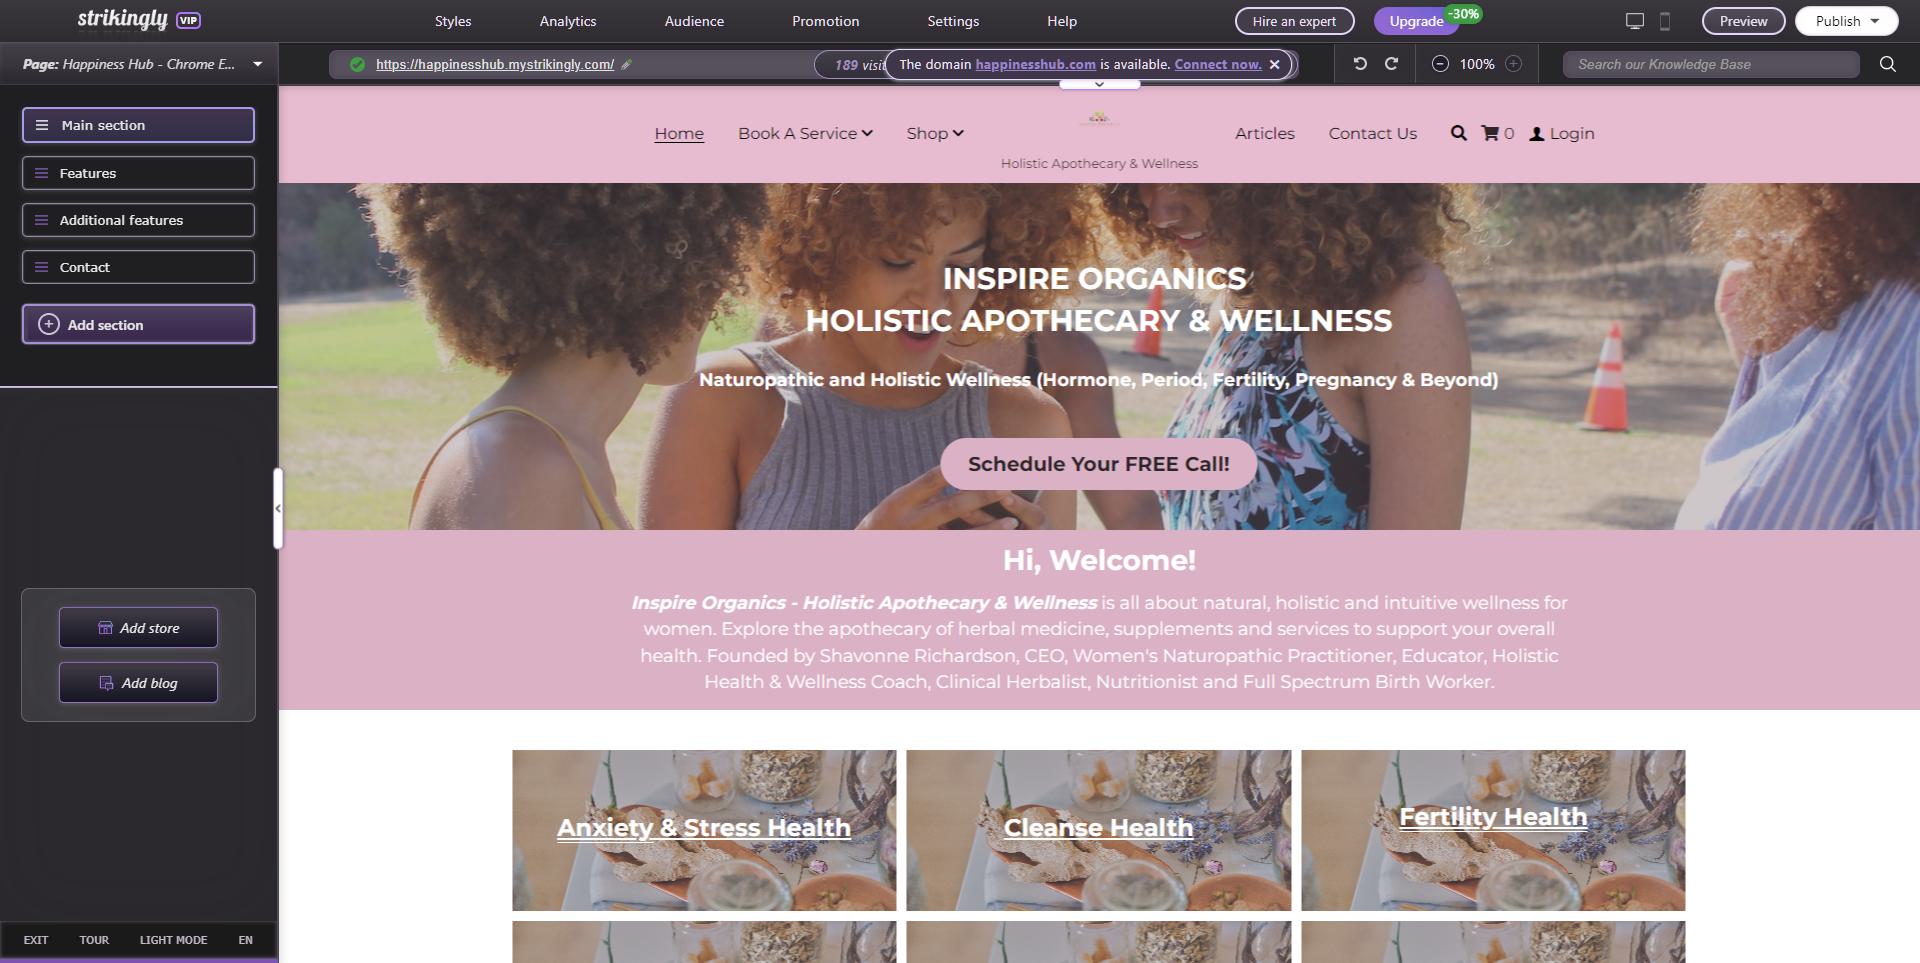 strikingly VIP
Styles
Analytics
Audience
Promotion
Settings
Help
Hire an expert
Upgrade
-30%
Preview
Publish
Page: Happiness Hub - Chrome E...
https://happinesshub.mystrikingly.com/
189 visit
The domain happinesshub.com is available. Connect now.
100%
Search our Knowledge Base
Main section
Features
Additional features
Contact
Add section
Add store
Add blog
EXIT
TOUR
LIGHT MODE
EN
Home
Book A Service
Shop
Holistic Apothecary & Wellness
Articles
Contact Us
0
Login
INSPIRE ORGANICS
HOLISTIC APOTHECARY & WELLNESS
Naturopathic and Holistic Wellness (Hormone, Period, Fertility, Pregnancy & Beyond)
Schedule Your FREE Call!
Hi, Welcome!
Inspire Organics - Holistic Apothecary & Wellness is all about natural, holistic and intuitive wellness for
women. Explore the apothecary of herbal medicine, supplements and services to support your overall
health. Founded by Shavonne Richardson, CEO, Women's Naturopathic Practitioner, Educator, Holistic
Health & Wellness Coach, Clinical Herbalist, Nutritionist and Full Spectrum Birth Worker.
Anxiety & Stress Health
Cleanse Health
Fertility Health